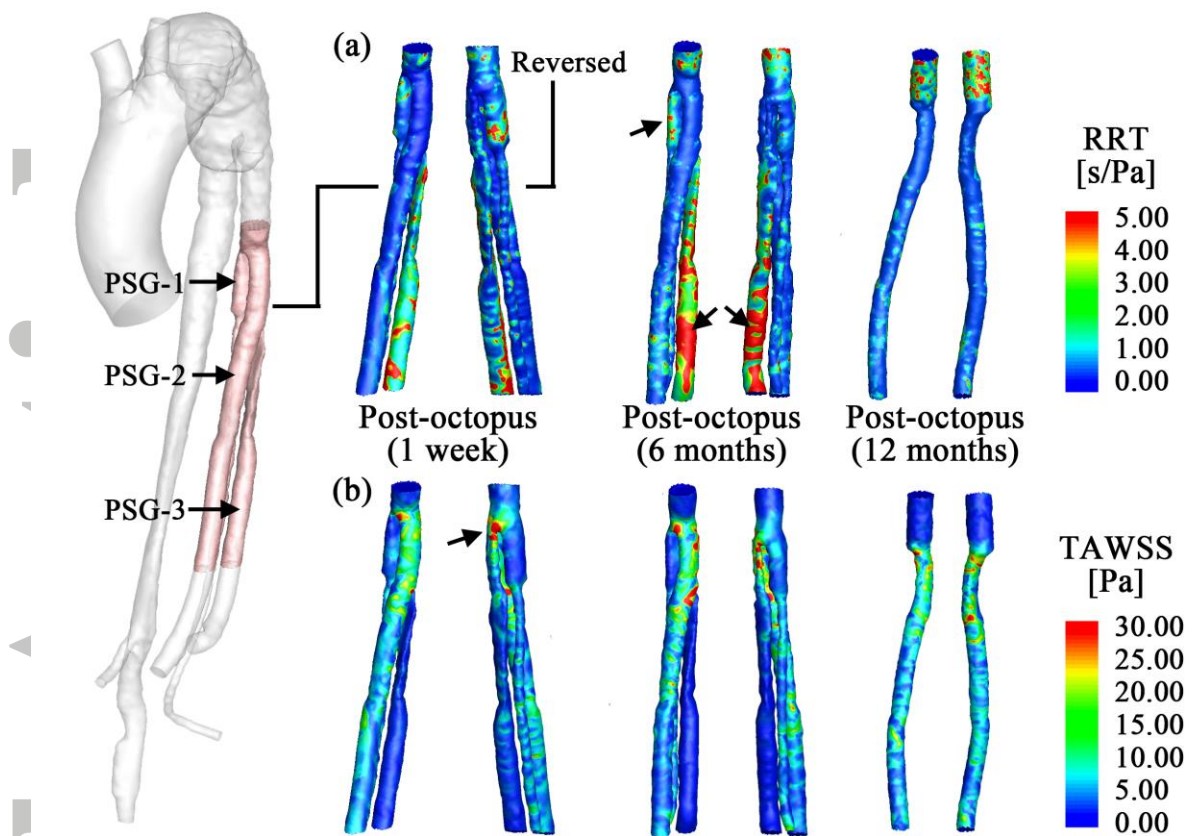 (a)
Reversed
RRT
[s/Pa]
5.00
4.00
3.00
2.00
1.00
0.00
PSG-1
PSG-2
PSG-3
Post-octopus
(1 week)
Post-octopus
(6 months)
Post-octopus
(12 months)
(b)
TAWSS
[Pa]
30.00
25.00
20.00
15.00
10.00
5.00
0.00